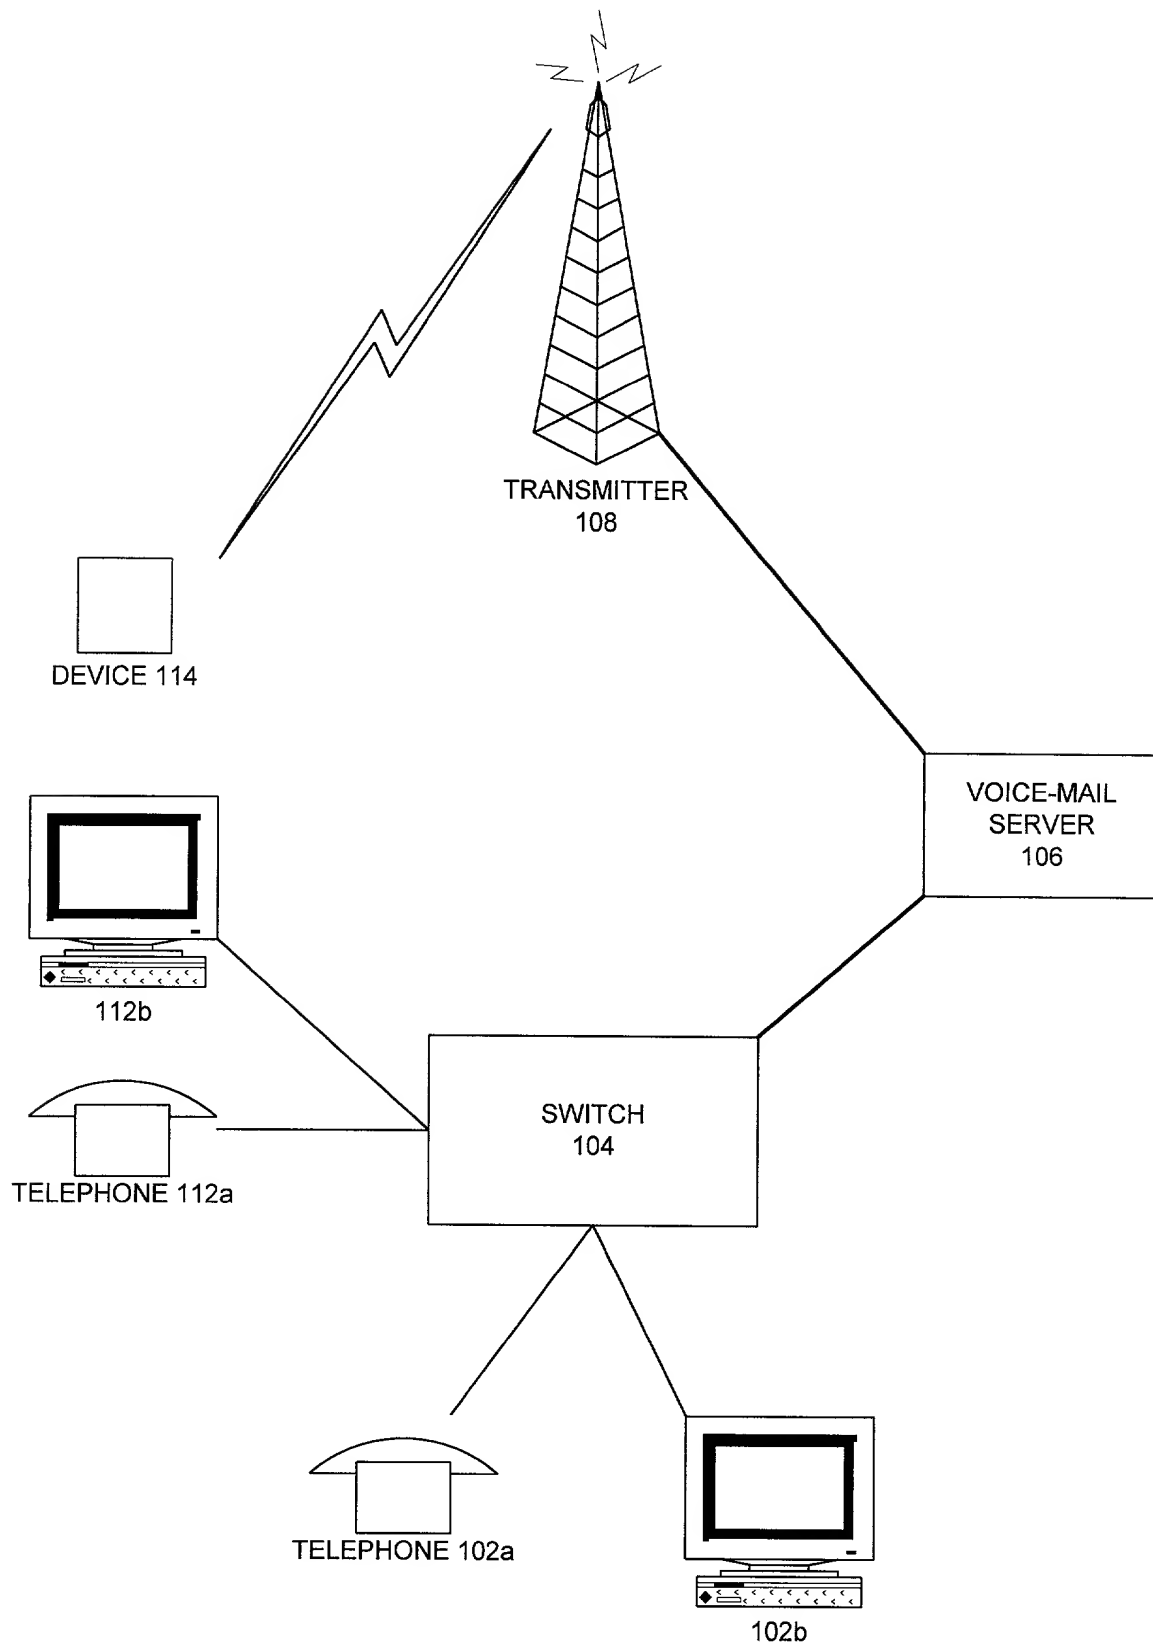 TRANSMITTER
108
DEVICE 114
VOICE-MAIL
SERVER
106
112b
SWITCH
104
TELEPHONE 112a
TELEPHONE 102a
102b